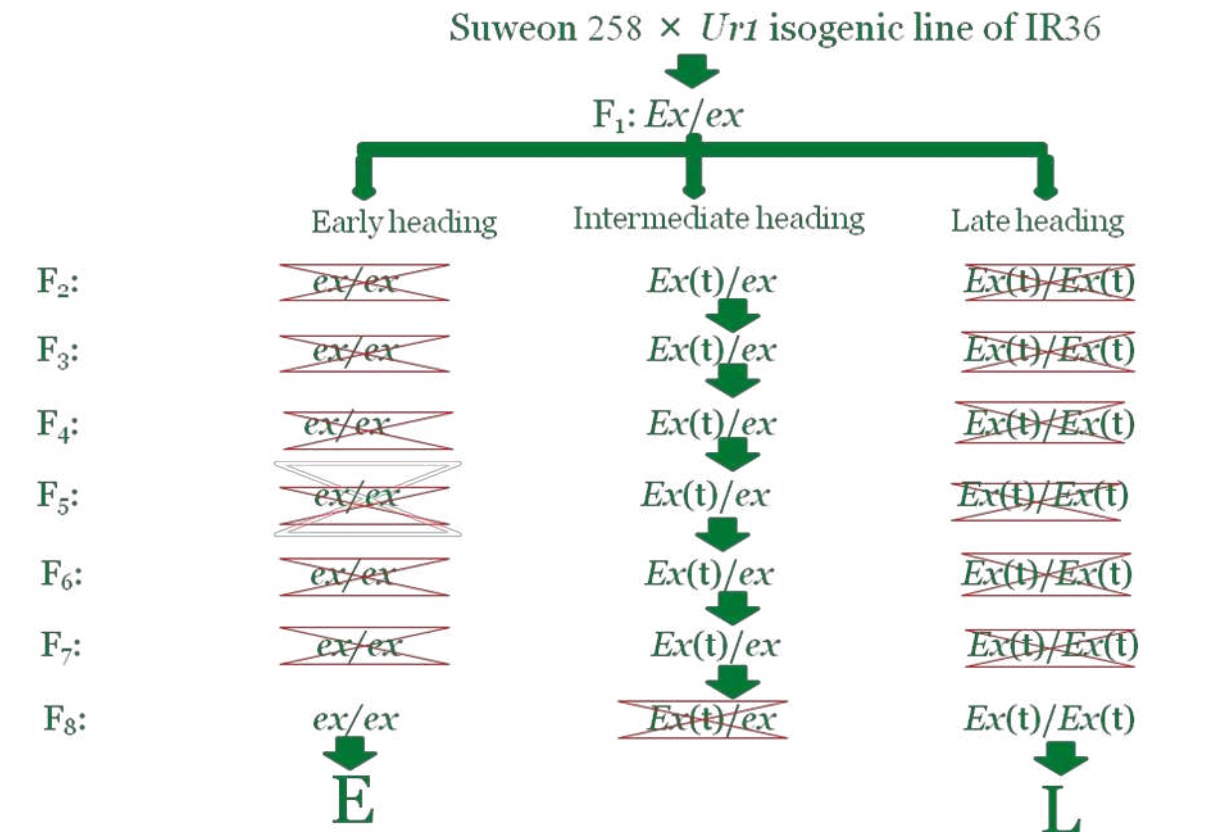 Suweon 258 × Ur1 isogenic line of IR36
F₁: Ex/ex
Early heading Intermediate heading Late heading
F₂: ex/ex Ex(t)/ex Ex(t)/Ex(t)
F₃: ex/ex Ex(t)/ex Ex(t)/Ex(t)
F₄: ex/ex Ex(t)/ex Ex(t)/Ex(t)
F₅: ex/ex Ex(t)/ex Ex(t)/Ex(t)
F₆: ex/ex Ex(t)/ex Ex(t)/Ex(t)
F₇: ex/ex Ex(t)/ex Ex(t)/Ex(t)
F₈: ex/ex Ex(t)/ex Ex(t)/Ex(t)
E L